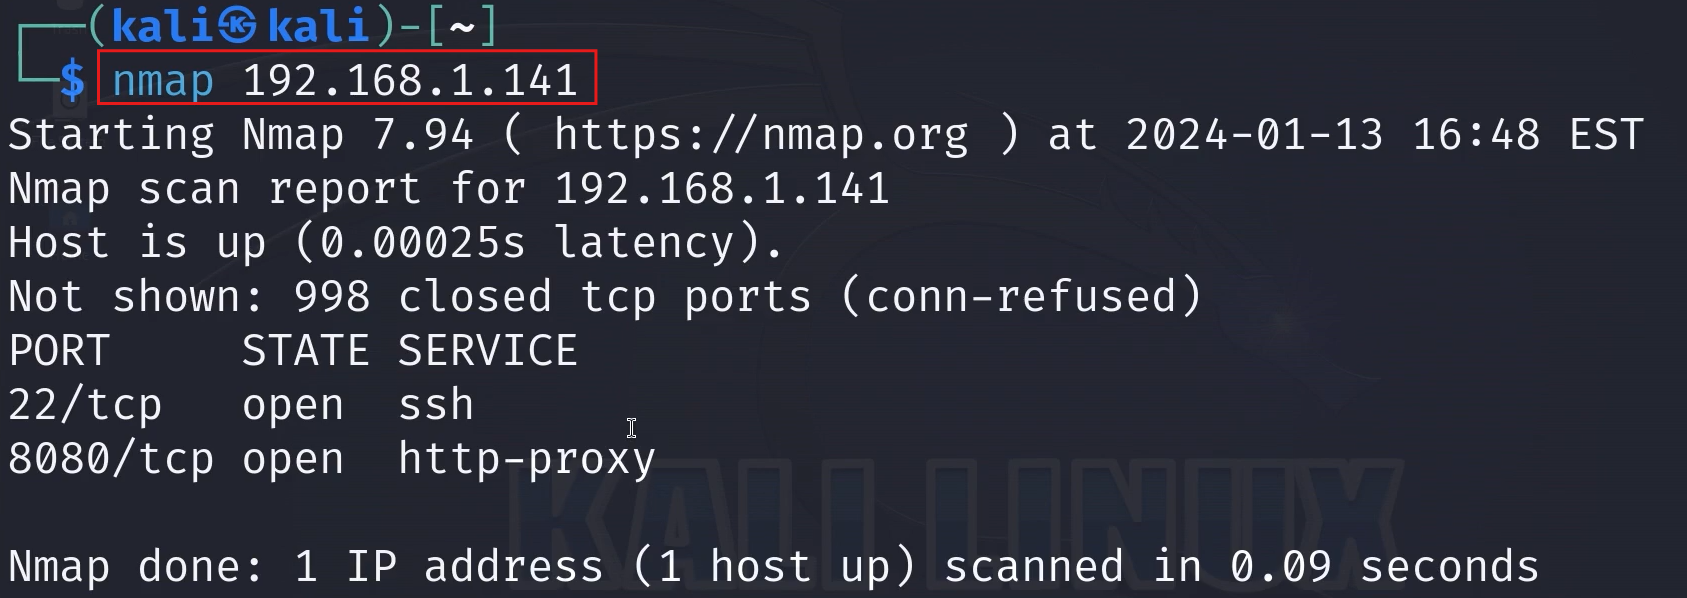 (kali㉿kali)-[~]
$ nmap 192.168.1.141
Starting Nmap 7.94 ( https://nmap.org ) at 2024-01-13 16:48 EST
Nmap scan report for 192.168.1.141
Host is up (0.00025s latency).
Not shown: 998 closed tcp ports (conn-refused)
PORT     STATE SERVICE
22/tcp   open  ssh
8080/tcp open  http-proxy
KALI LINUX
Nmap done: 1 IP address (1 host up) scanned in 0.09 seconds